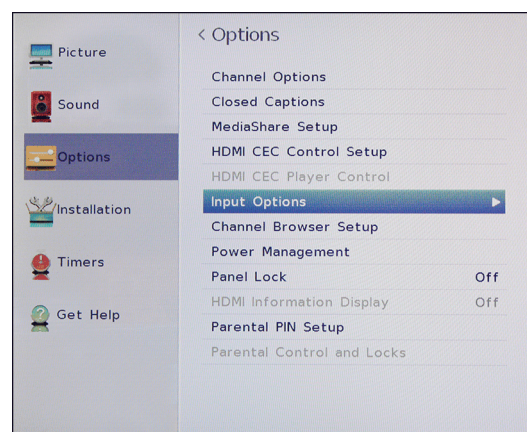 Picture
Sound
Options
Installation
Timers
Get Help
< Options
Channel Options
Closed Captions
MediaShare Setup
HDMI CEC Control Setup
HDMI CEC Player Control
Input Options
Channel Browser Setup
Power Management
Panel Lock Off
HDMI Information Display Off
Parental PIN Setup
Parental Control and Locks